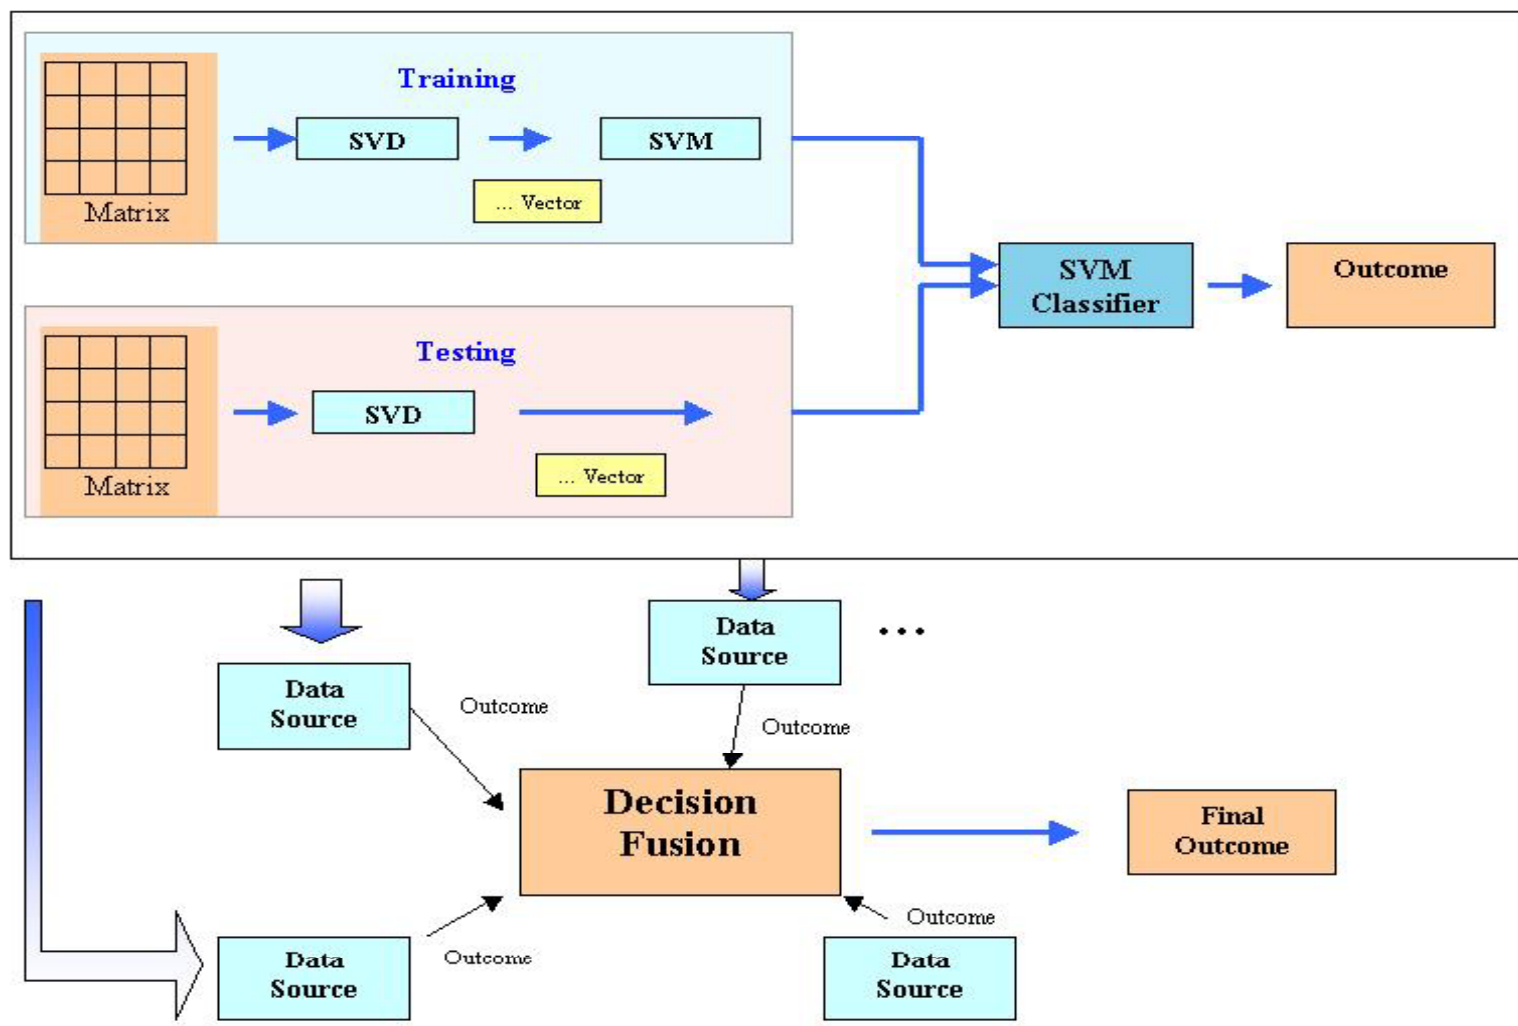 Training
SVD
SVM
... Vector
Matrix
SVM
Classifier
Outcome
Testing
SVD
... Vector
Matrix
Data
Source
...
Data
Source
Outcome
Outcome
Decision
Fusion
Final
Outcome
Outcome
Outcome
Data
Source
Data
Source